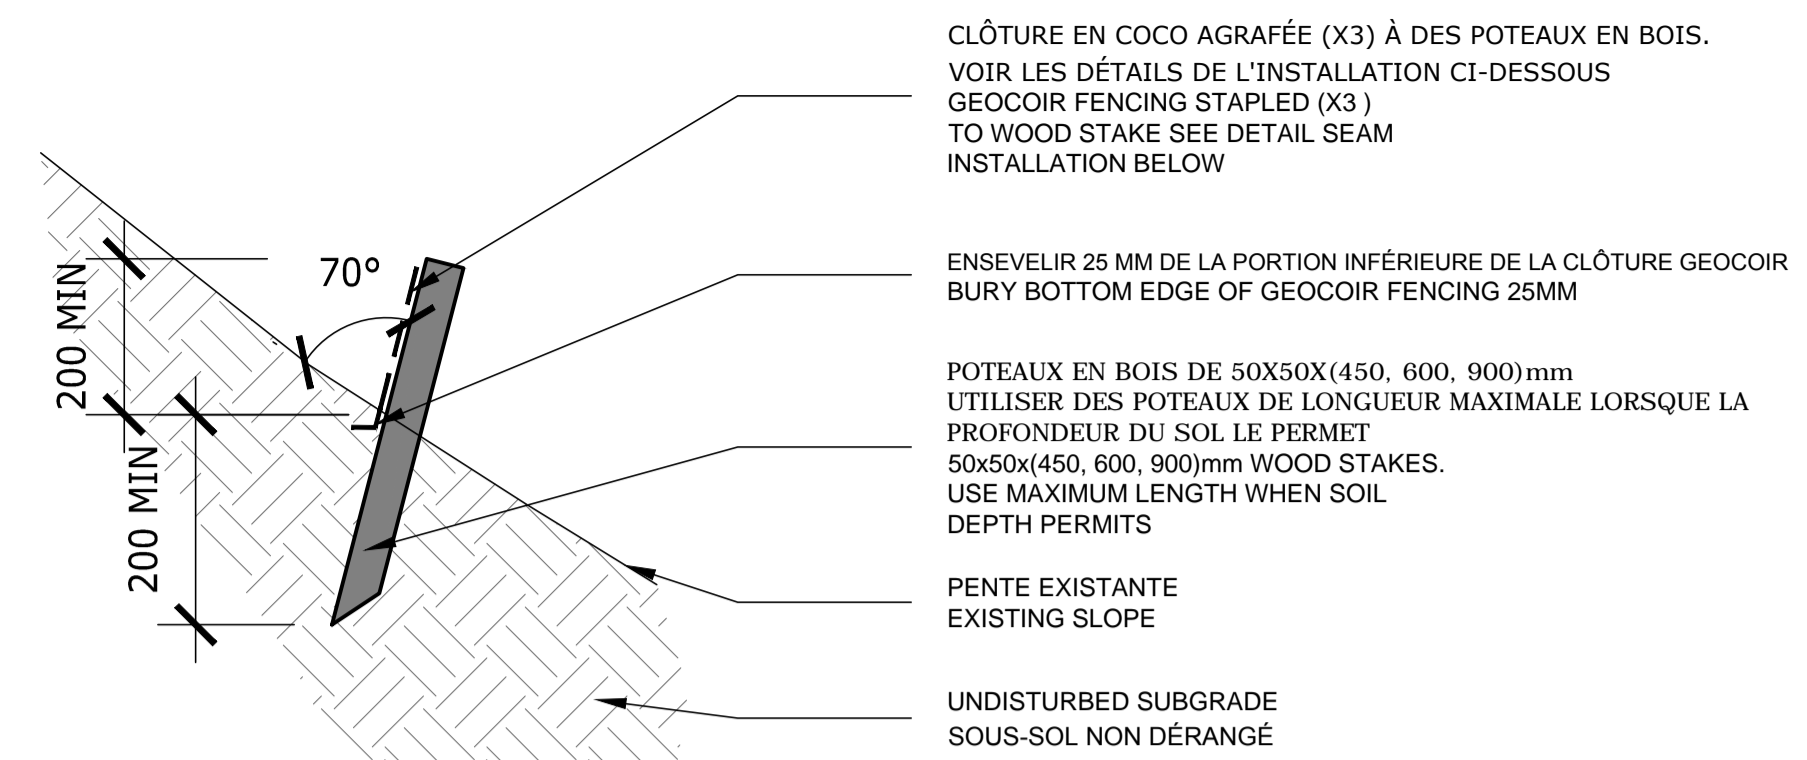 CLÔTURE EN COCO AGRAFÉE (X3) À DES POTEAUX EN BOIS.
VOIR LES DÉTAILS DE L'INSTALLATION CI-DESSOUS
GEOCOIR FENCING STAPLED (X3 )
TO WOOD STAKE SEE DETAIL SEAM
INSTALLATION BELOW
70°
200 MIN
200 MIN
ENSEVELIR 25 MM DE LA PORTION INFÉRIEURE DE LA CLÔTURE GEOCOIR
BURY BOTTOM EDGE OF GEOCOIR FENCING 25MM
POTEAUX EN BOIS DE 50X50X(450, 600, 900)mm
UTILISER DES POTEAUX DE LONGUEUR MAXIMALE LORSQUE LA
PROFONDEUR DU SOL LE PERMET
50x50x(450, 600, 900)mm WOOD STAKES.
USE MAXIMUM LENGTH WHEN SOIL
DEPTH PERMITS
PENTE EXISTANTE
EXISTING SLOPE
UNDISTURBED SUBGRADE
SOUS-SOL NON DÉRANGÉ